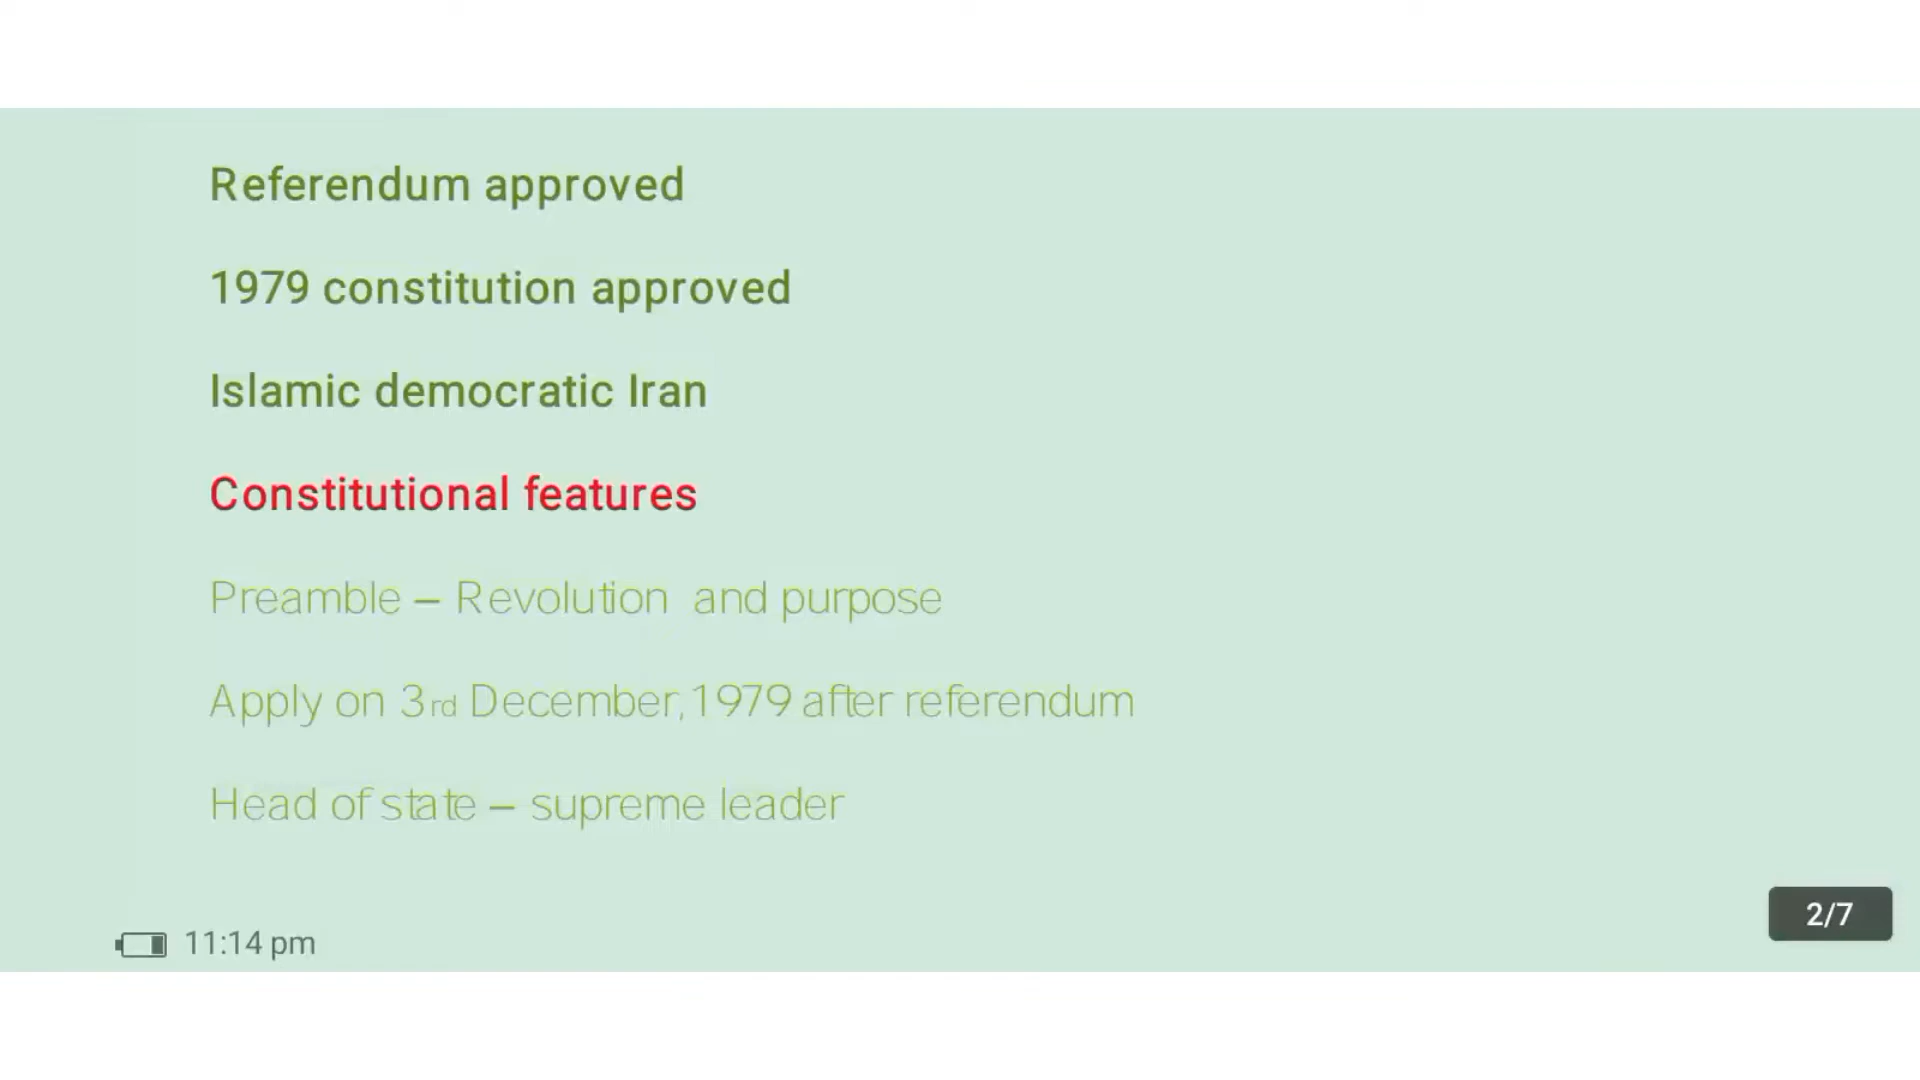 Referendum approved
1979 constitution approved
Islamic democratic Iran
Constitutional features
Preamble – Revolution and purpose
Apply on 3rd December,1979 after referendum
Head of state – supreme leader
2/7
11:14 pm